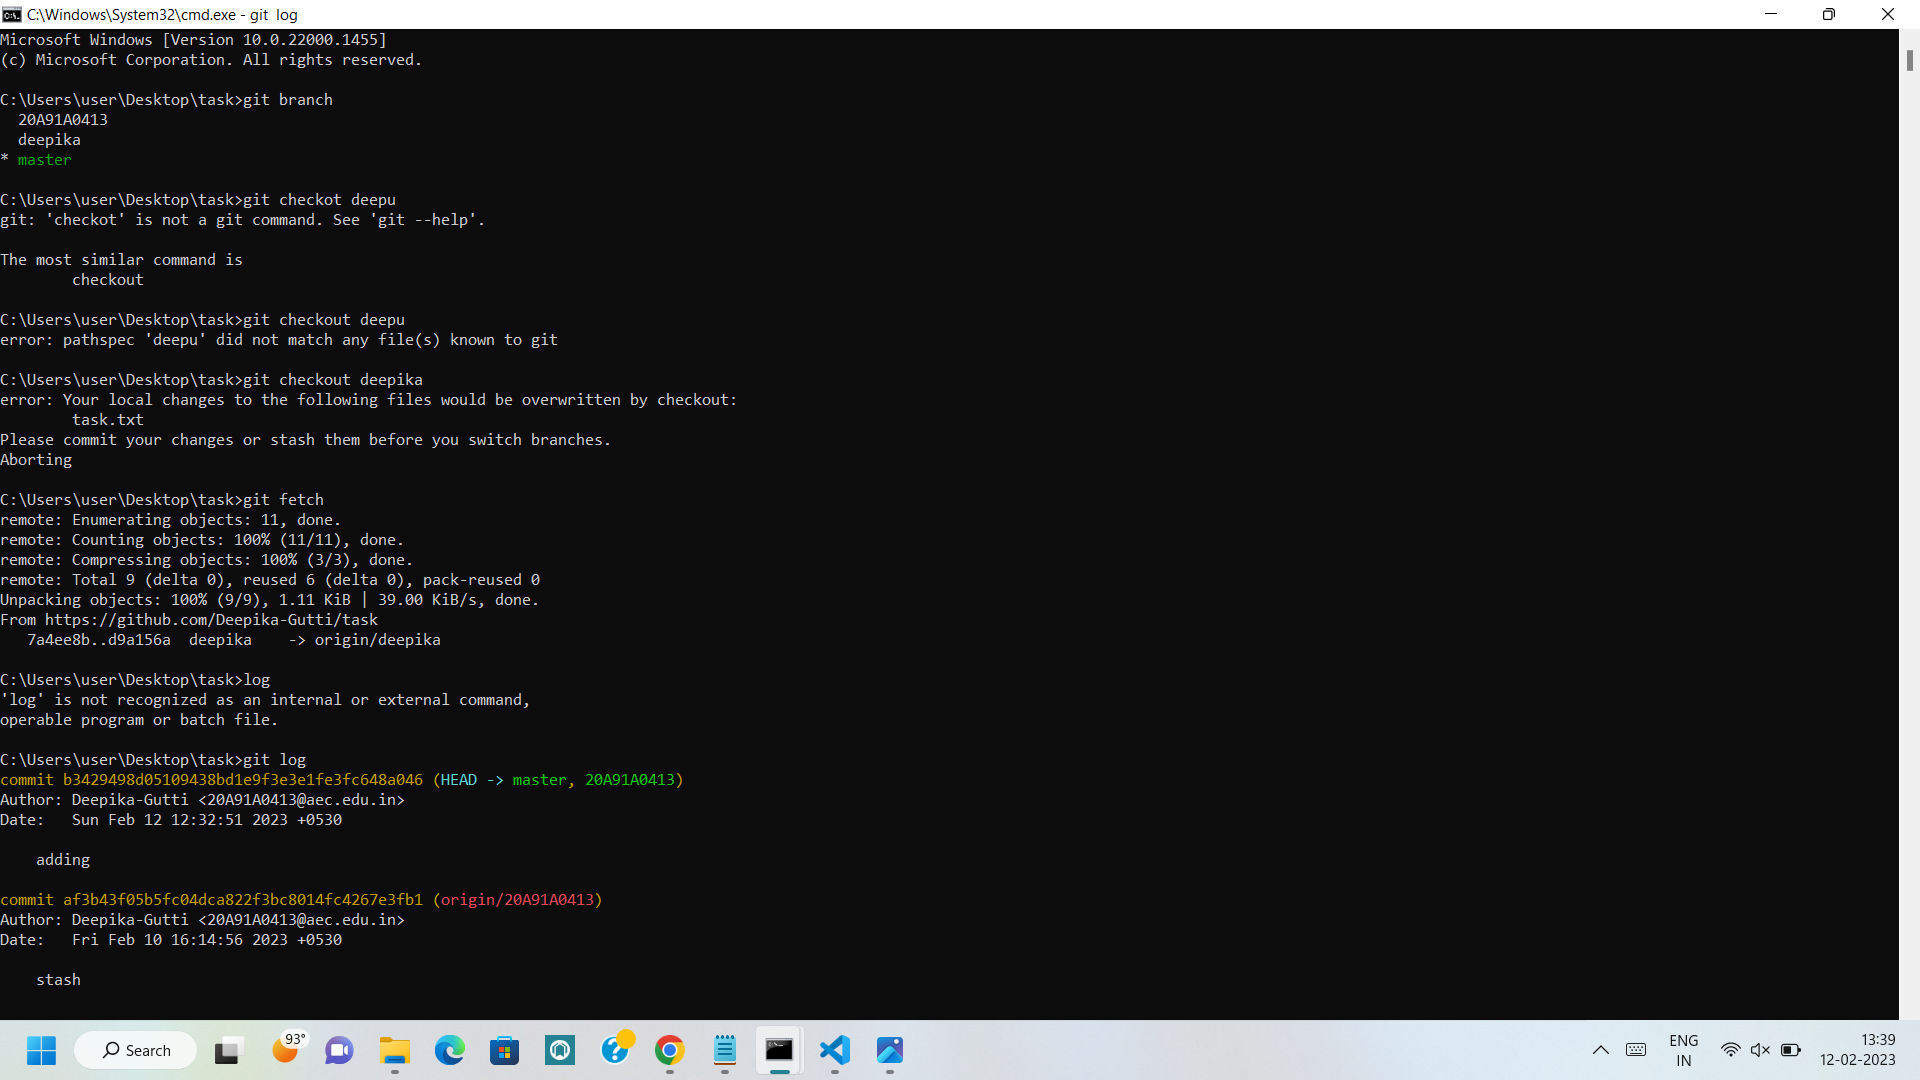 C:\Windows\System32\cmd.exe - git  log
Microsoft Windows [Version 10.0.22000.1455]
(c) Microsoft Corporation. All rights reserved.
C:\Users\user\Desktop\task>git branch
  20A91A0413
  deepika
* master
C:\Users\user\Desktop\task>git checkot deepu
git: 'checkot' is not a git command. See 'git --help'.
The most similar command is
        checkout
C:\Users\user\Desktop\task>git checkout deepu
error: pathspec 'deepu' did not match any file(s) known to git
C:\Users\user\Desktop\task>git checkout deepika
error: Your local changes to the following files would be overwritten by checkout:
        task.txt
Please commit your changes or stash them before you switch branches.
Aborting
C:\Users\user\Desktop\task>git fetch
remote: Enumerating objects: 11, done.
remote: Counting objects: 100% (11/11), done.
remote: Compressing objects: 100% (3/3), done.
remote: Total 9 (delta 0), reused 6 (delta 0), pack-reused 0
Unpacking objects: 100% (9/9), 1.11 KiB | 39.00 KiB/s, done.
From https://github.com/Deepika-Gutti/task
   7a4ee8b..d9a156a  deepika    -> origin/deepika
C:\Users\user\Desktop\task>log
'log' is not recognized as an internal or external command,
operable program or batch file.
C:\Users\user\Desktop\task>git log
commit b3429498d05109438bd1e9f3e3e1fe3fc648a046 (HEAD -> master, 20A91A0413)
Author: Deepika-Gutti <20A91A0413@aec.edu.in>
Date:   Sun Feb 12 12:32:51 2023 +0530
    adding
commit af3b43f05b5fc04dca822f3bc8014fc4267e3fb1 (origin/20A91A0413)
Author: Deepika-Gutti <20A91A0413@aec.edu.in>
Date:   Fri Feb 10 16:14:56 2023 +0530
    stash
Search
93°
ENG
IN
13:39
12-02-2023